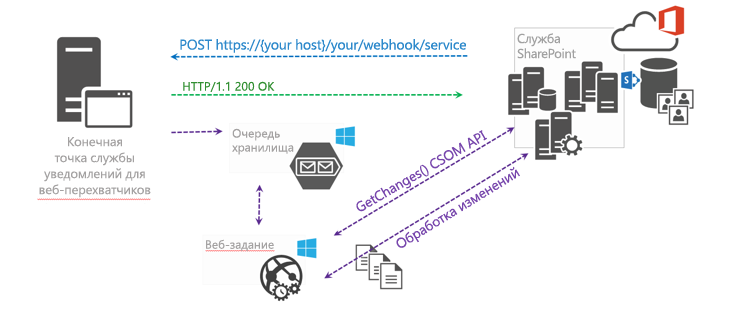 POST https://{your host}/your/webhook/service
Служба
SharePoint
HTTP/1.1 200 OK
Конечная
точка службы
уведомлений для
веб-перехватчиков
Очередь
хранилища
GetChanges() CSOM API
Обработка изменений
Веб-задание
S